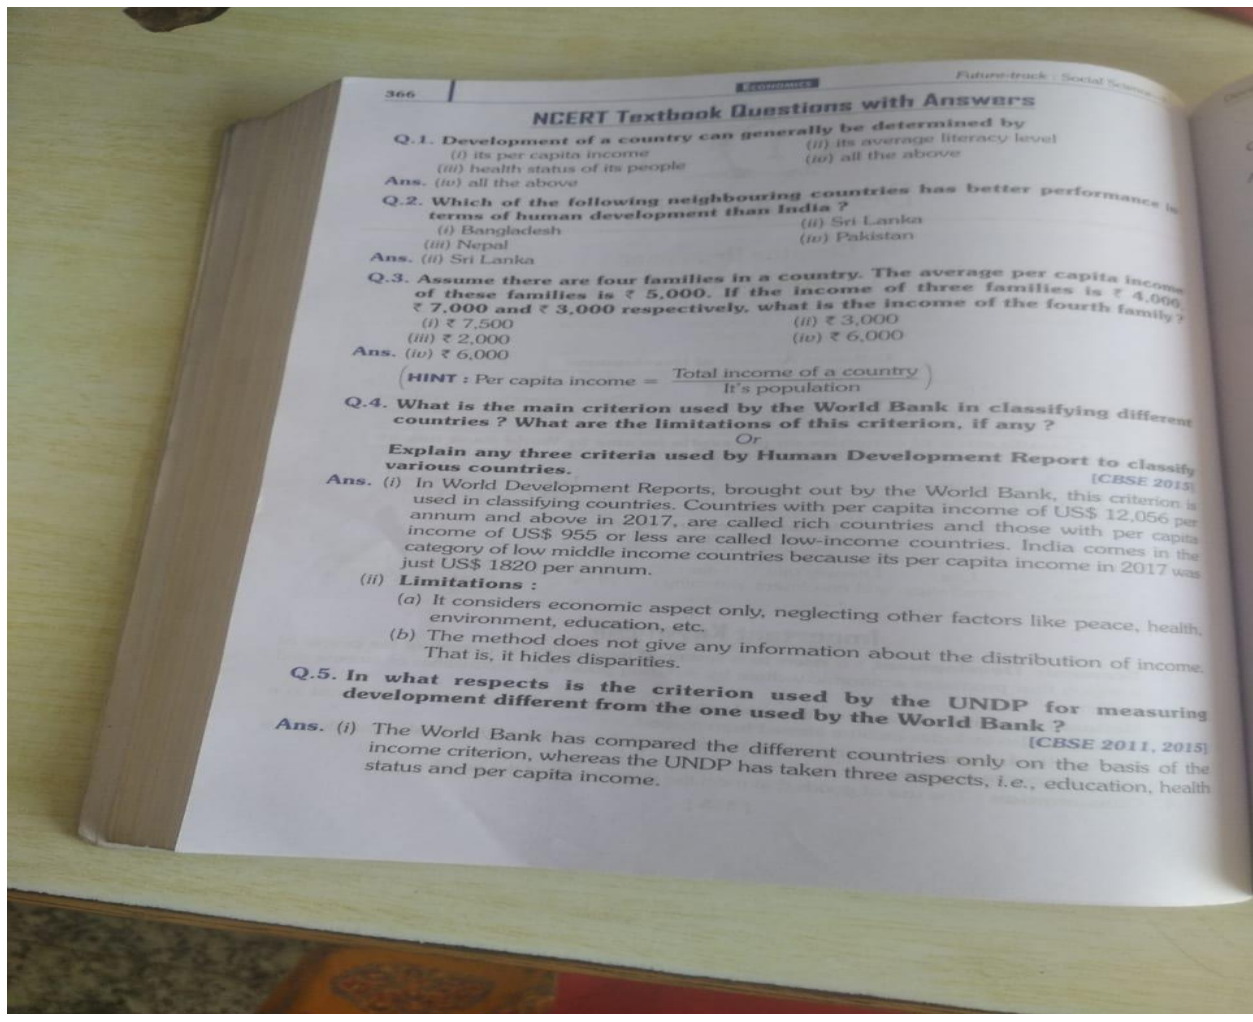 366
ECONOMICS
Future-track : Social Science
NCERT Textbook Questions with Answers
Q.1. Development of a country can generally be determined by
(i) its per capita income (ii) its average literacy level
(iii) health status of its people (iv) all the above
Ans. (iv) all the above
Q.2. Which of the following neighbouring countries has better performance in
terms of human development than India ?
(i) Bangladesh (ii) Sri Lanka
(iii) Nepal (iv) Pakistan
Ans. (ii) Sri Lanka
Q.3. Assume there are four families in a country. The average per capita income
of these families is ₹ 5,000. If the income of three families is ₹ 4,000,
₹ 7,000 and ₹ 3,000 respectively, what is the income of the fourth family ?
(i) ₹ 7,500 (ii) ₹ 3,000
(iii) ₹ 2,000 (iv) ₹ 6,000
Ans. (iv) ₹ 6,000
(HINT : Per capita income = Total income of a country
It's population)
Q.4. What is the main criterion used by the World Bank in classifying different
countries ? What are the limitations of this criterion, if any ?
Or
Explain any three criteria used by Human Development Report to classify
various countries. [CBSE 2015]
Ans. (i) In World Development Reports, brought out by the World Bank, this criterion is
used in classifying countries. Countries with per capita income of US$ 12,056 per
annum and above in 2017, are called rich countries and those with per capita
income of US$ 955 or less are called low-income countries. India comes in the
category of low middle income countries because its per capita income in 2017 was
just US$ 1820 per annum.
(ii) Limitations :
(a) It considers economic aspect only, neglecting other factors like peace, health,
environment, education, etc.
(b) The method does not give any information about the distribution of income.
That is, it hides disparities.
Q.5. In what respects is the criterion used by the UNDP for measuring
development different from the one used by the World Bank ?
[CBSE 2011, 2015]
Ans. (i) The World Bank has compared the different countries only on the basis of the
income criterion, whereas the UNDP has taken three aspects, i.e., education, health
status and per capita income.